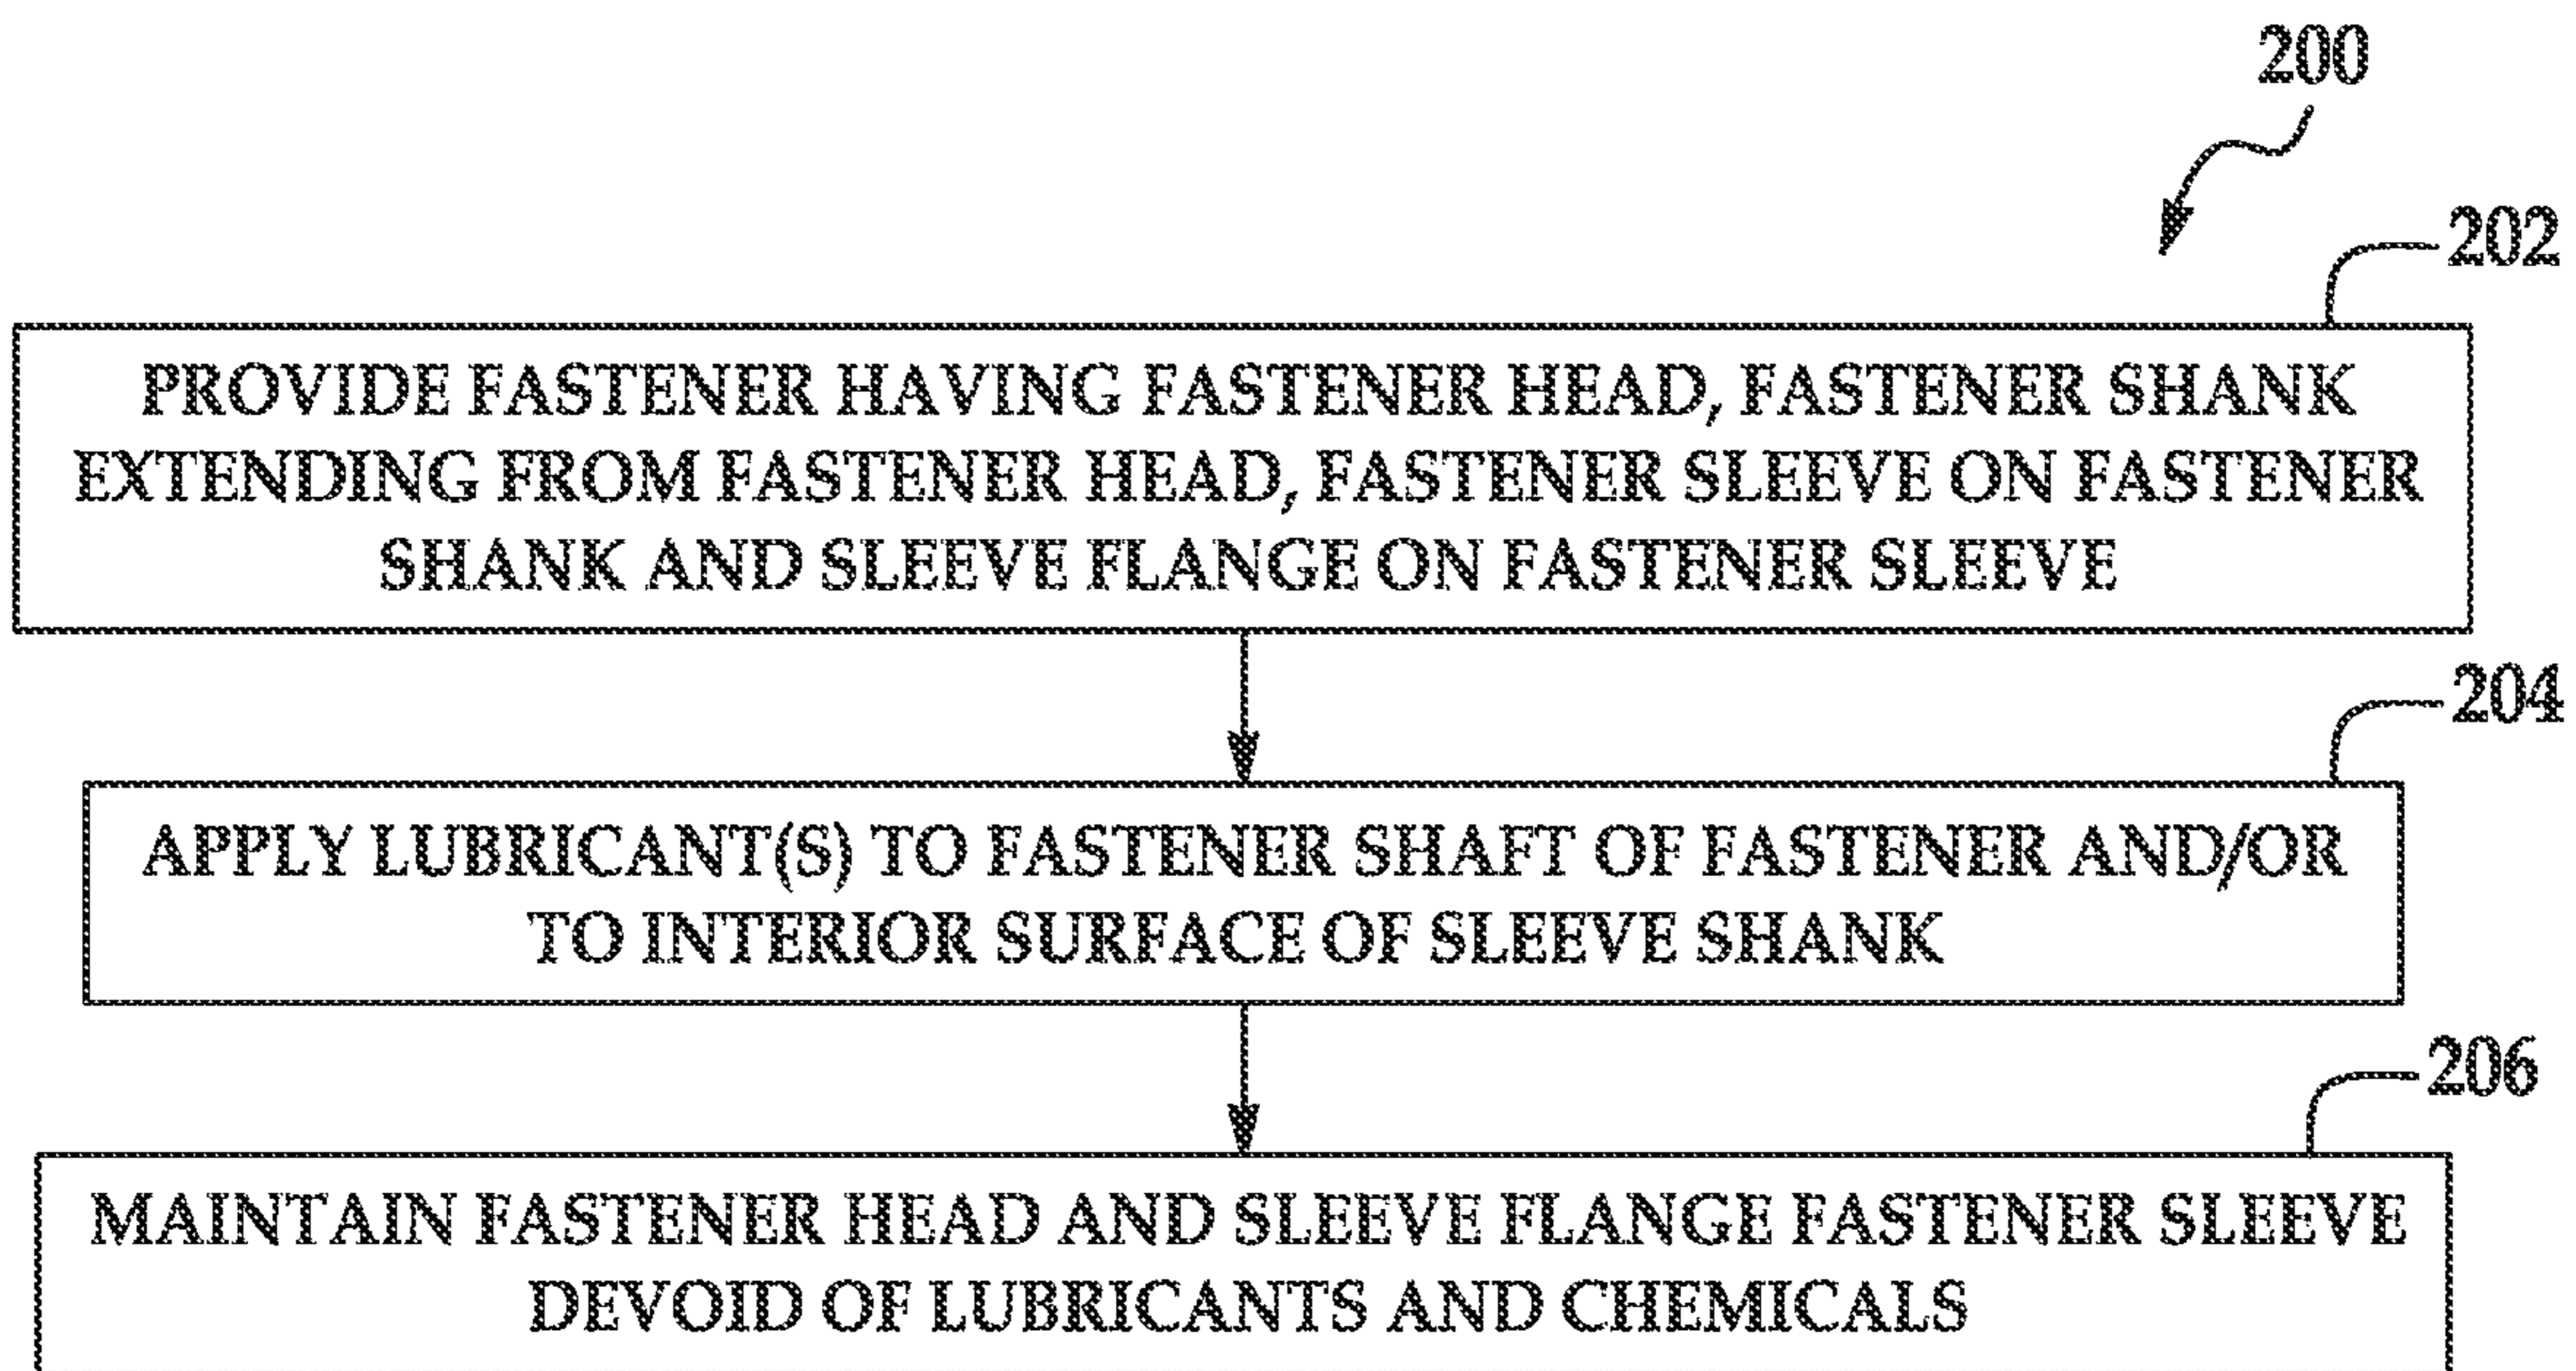 200
202
PROVIDE FASTENER HAVING FASTENER HEAD, FASTENER SHANK
EXTENDING FROM FASTENER HEAD, FASTENER SLEEVE ON FASTENER
SHANK AND SLEEVE FLANGE ON FASTENER SLEEVE
204
APPLY LUBRICANT(S) TO FASTENER SHAFT OF FASTENER AND/OR
TO INTERIOR SURFACE OF SLEEVE SHANK
206
MAINTAIN FASTENER HEAD AND SLEEVE FLANGE FASTENER SLEEVE
DEVOID OF LUBRICANTS AND CHEMICALS